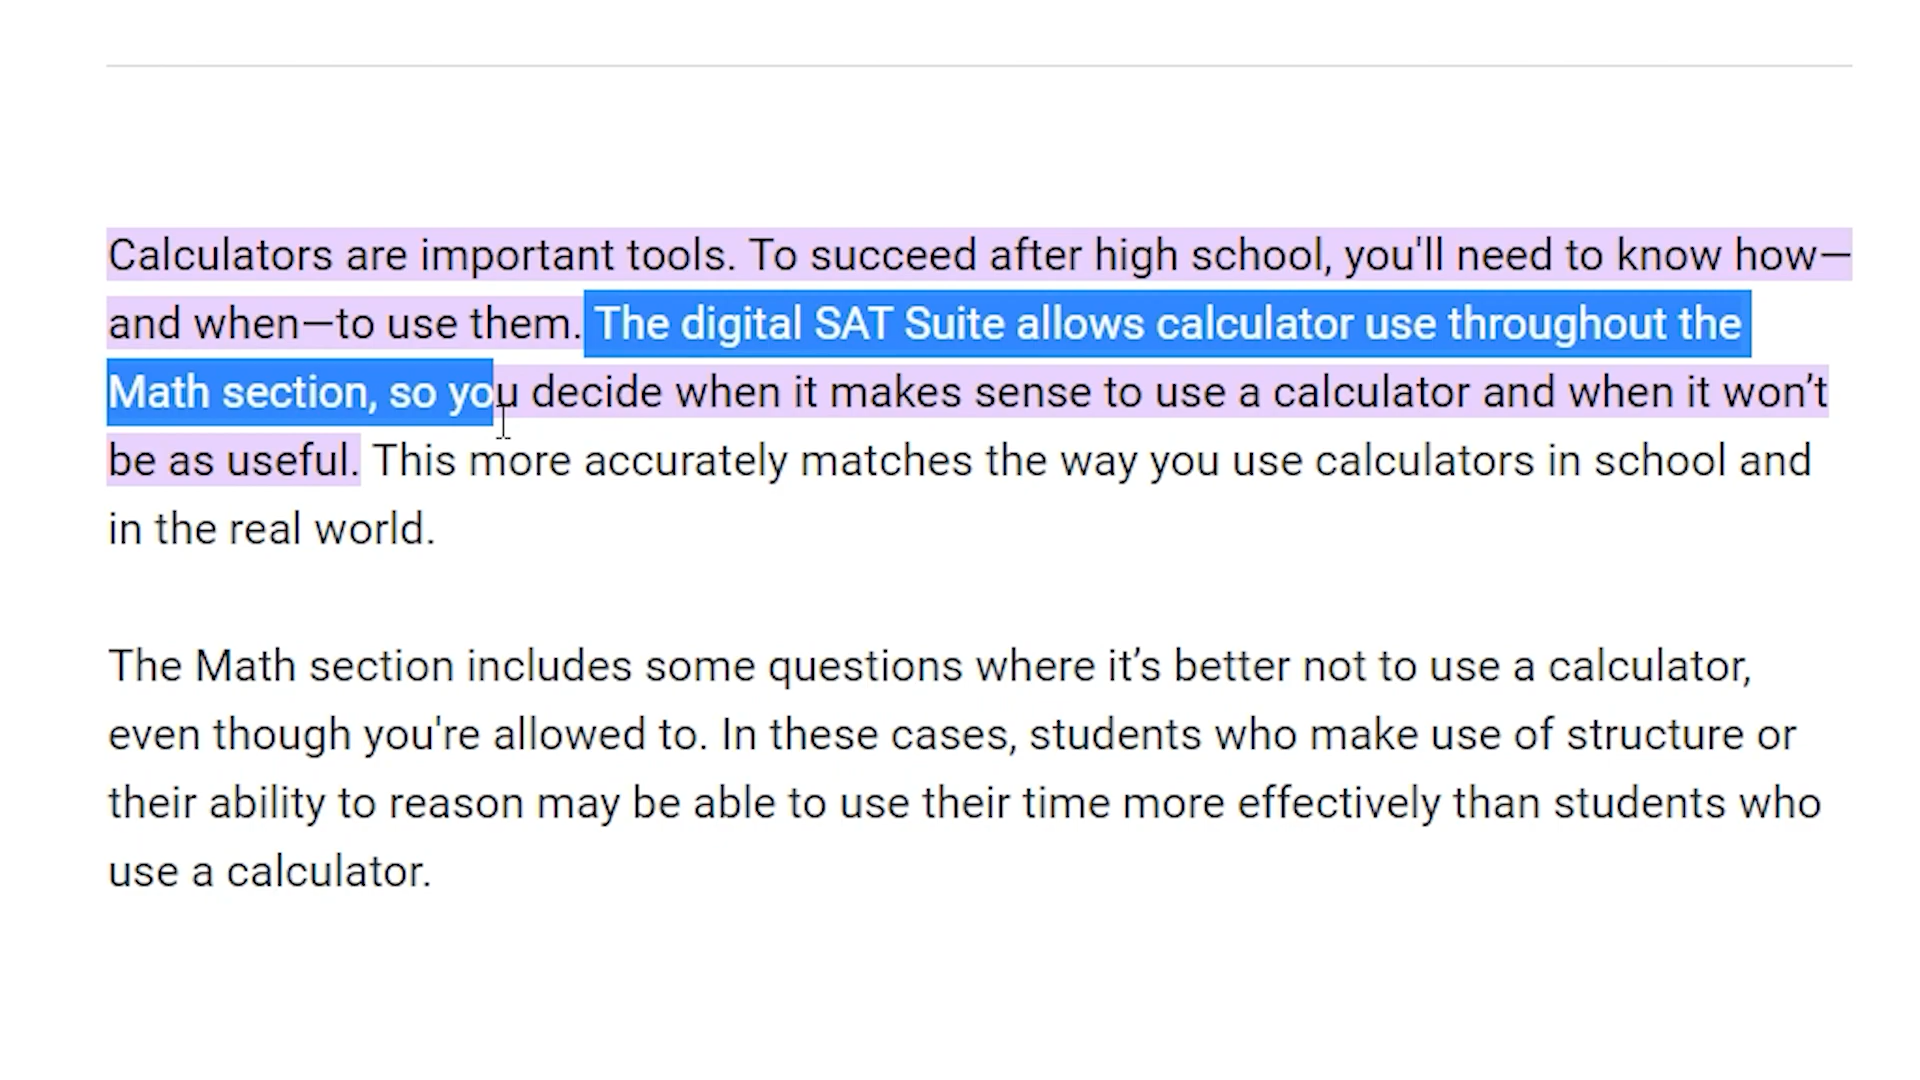 Calculators are important tools. To succeed after high school, you'll need to know how—
and when—to use them. The digital SAT Suite allows calculator use throughout the
Math section, so you decide when it makes sense to use a calculator and when it won’t
be as useful. This more accurately matches the way you use calculators in school and
in the real world.
The Math section includes some questions where it’s better not to use a calculator,
even though you're allowed to. In these cases, students who make use of structure or
their ability to reason may be able to use their time more effectively than students who
use a calculator.